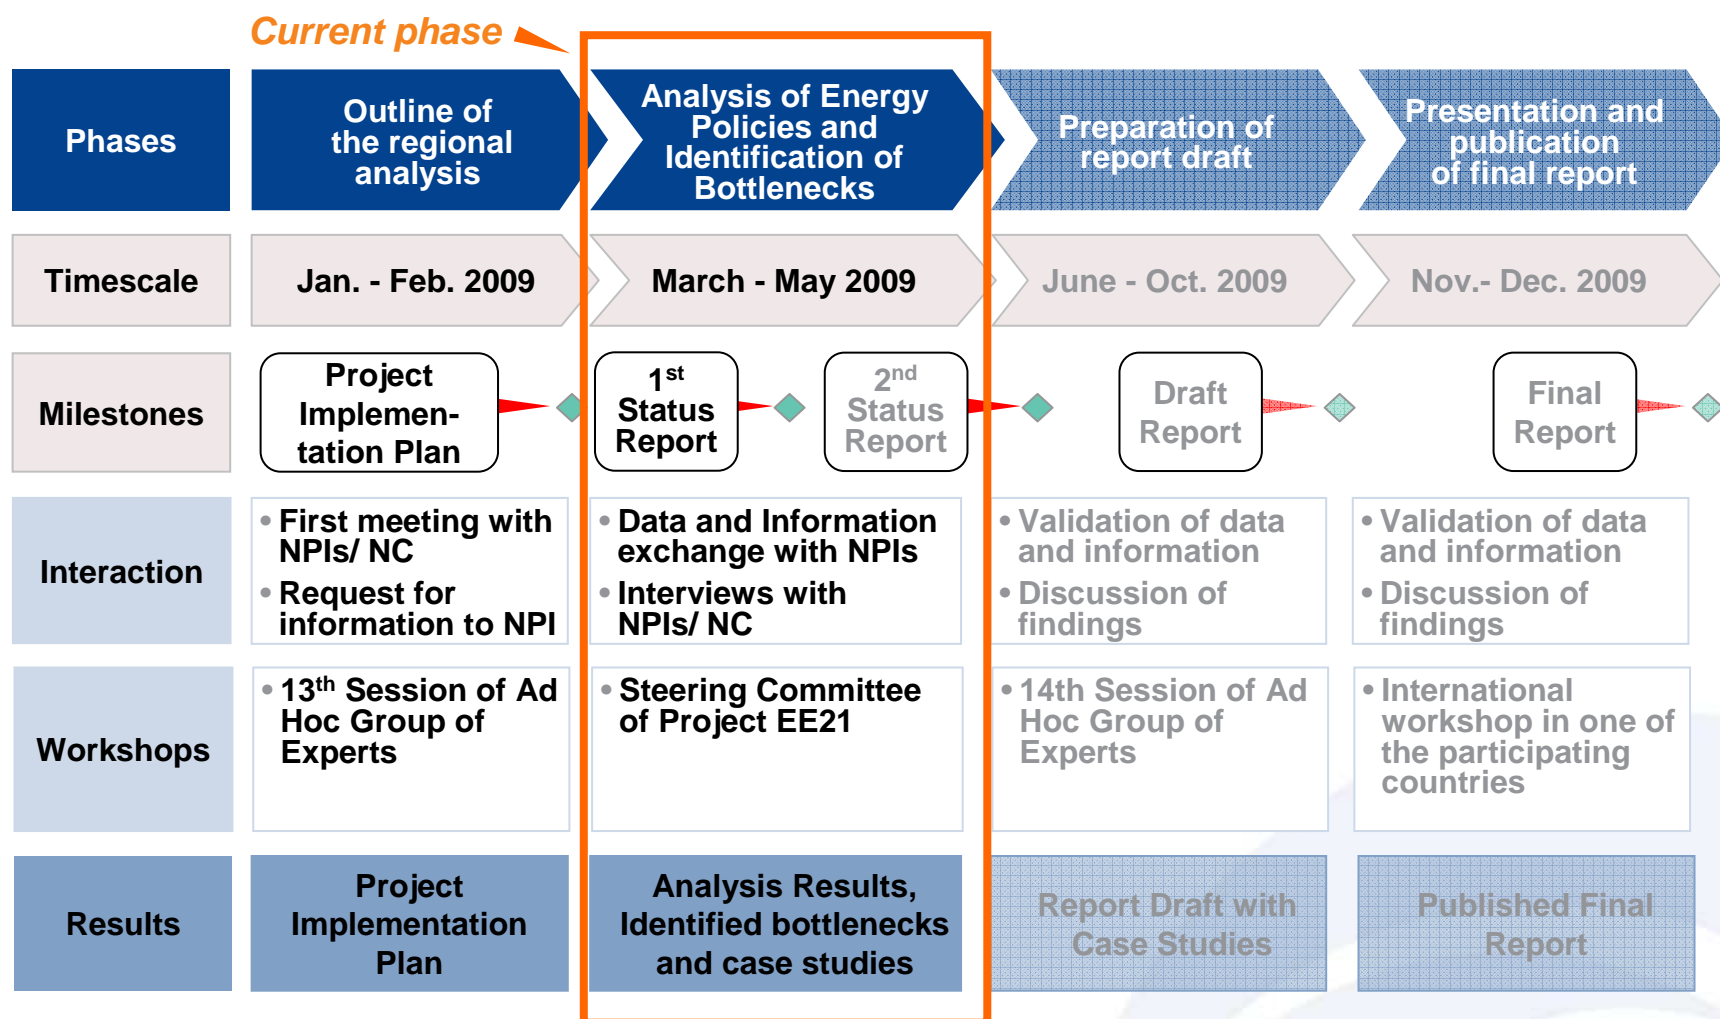 Current phase
Phases
Outline of
the regional
analysis
Analysis of Energy
Policies and
Identification of
Bottlenecks
Preparation of
report draft
Presentation and
publication
of final report
Timescale
Jan. - Feb. 2009
March - May 2009
June - Oct. 2009
Nov.- Dec. 2009
Milestones
Project
Implemen-
tation Plan
1st
Status
Report
2nd
Status
Report
Draft
Report
Final
Report
Interaction
• First meeting with
NPIs/ NC
• Request for
information to NPI
• Data and Information
exchange with NPIs
• Interviews with
NPIs/ NC
• Validation of data
and information
• Discussion of
findings
• Validation of data
and information
• Discussion of
findings
Workshops
• 13th Session of Ad
Hoc Group of
Experts
• Steering Committee
of Project EE21
• 14th Session of Ad
Hoc Group of
Experts
• International
workshop in one of
the participating
countries
Results
Project
Implementation
Plan
Analysis Results,
Identified bottlenecks
and case studies
Report Draft with
Case Studies
Published Final
Report